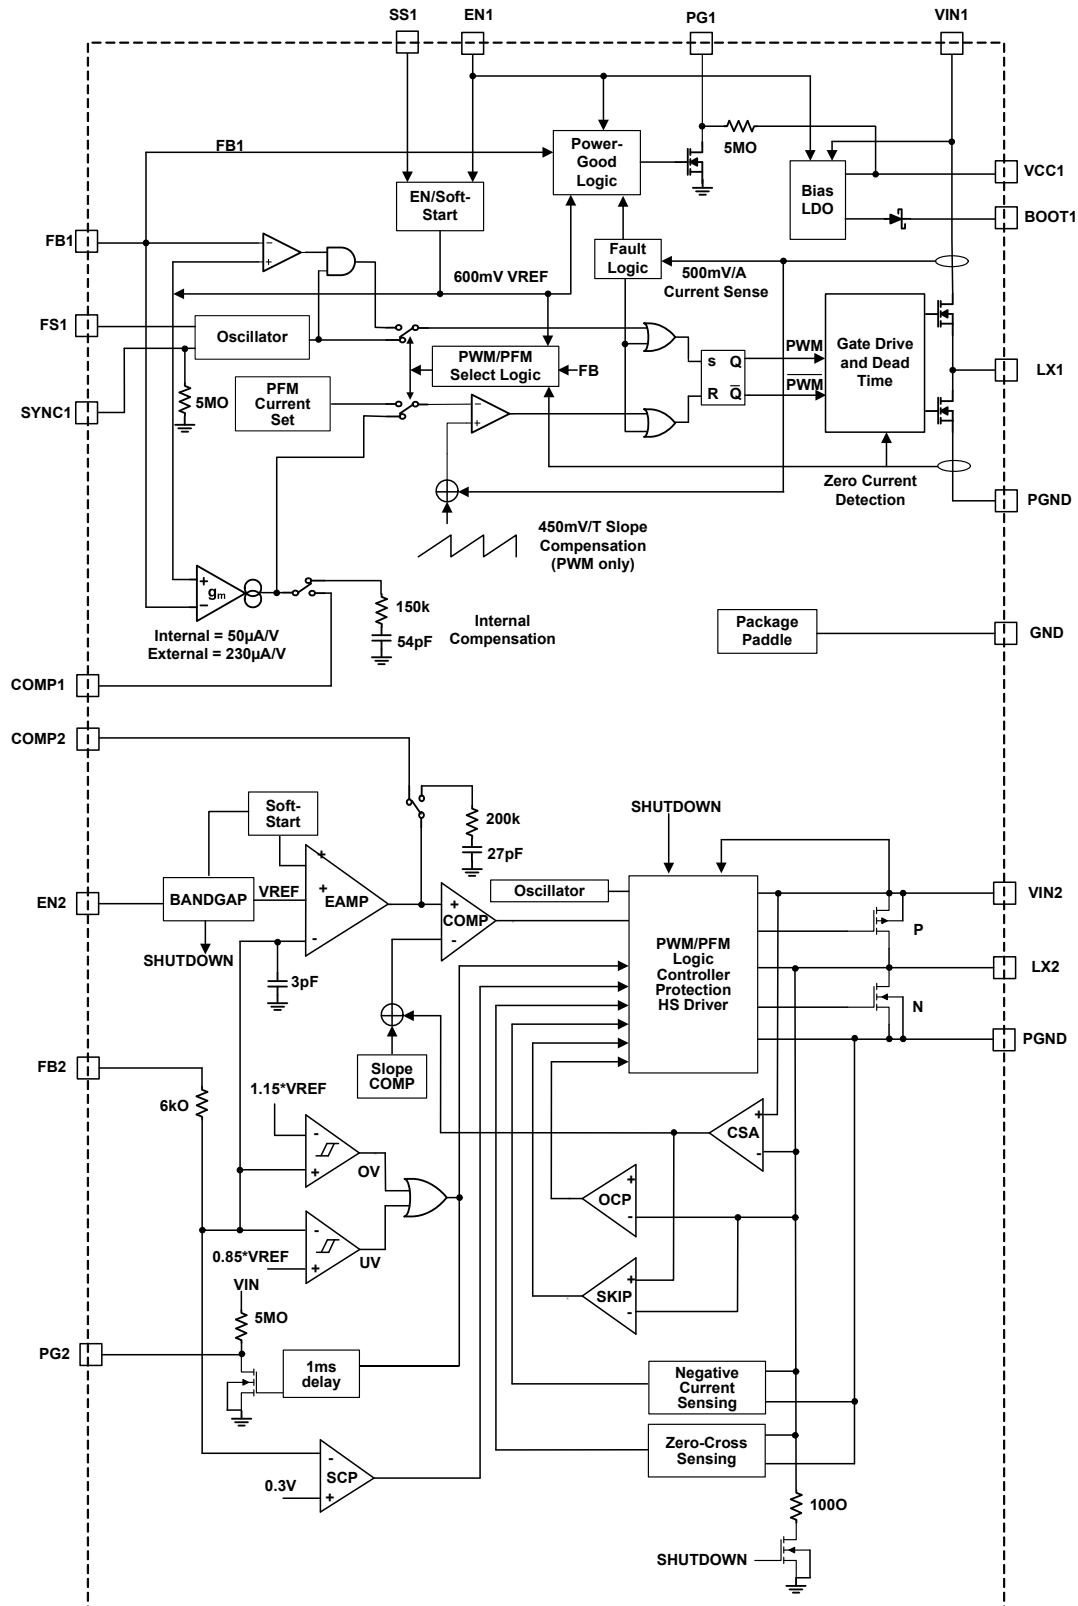 SS1
EN1
PG1
VIN1
FB1
Power-
Good
Logic
5MO
Bias
LDO
VCC1
BOOT1
EN/Soft-
Start
FB1
Fault
Logic
500mV/A
Current Sense
600mV VREF
FS1
Oscillator
PWM/PFM
Select Logic
FB
S Q
R Q̅
PWM
P̅W̅M̅
Gate Drive
and Dead
Time
LX1
SYNC1
5MO
PFM
Current
Set
Zero Current
Detection
PGND
450mV/T Slope
Compensation
(PWM only)
+
gm
−
150k
54pF
Internal
Compensation
Internal = 50µA/V
External = 230µA/V
Package
Paddle
GND
COMP1
COMP2
Soft-
Start
200k
27pF
SHUTDOWN
EN2
BANDGAP
VREF
+
+
EAMP
-
+
COMP
-
Oscillator
PWM/PFM
Logic
Controller
Protection
HS Driver
VIN2
P
LX2
N
PGND
SHUTDOWN
3pF
Slope
COMP
FB2
6kO
1.15*VREF
-
+
OV
+
CSA
-
+
OCP
-
-
+
UV
0.85*VREF
+
SKIP
-
VIN
5MO
PG2
1ms
delay
Negative
Current
Sensing
Zero-Cross
Sensing
-
SCP
+
0.3V
100O
SHUTDOWN